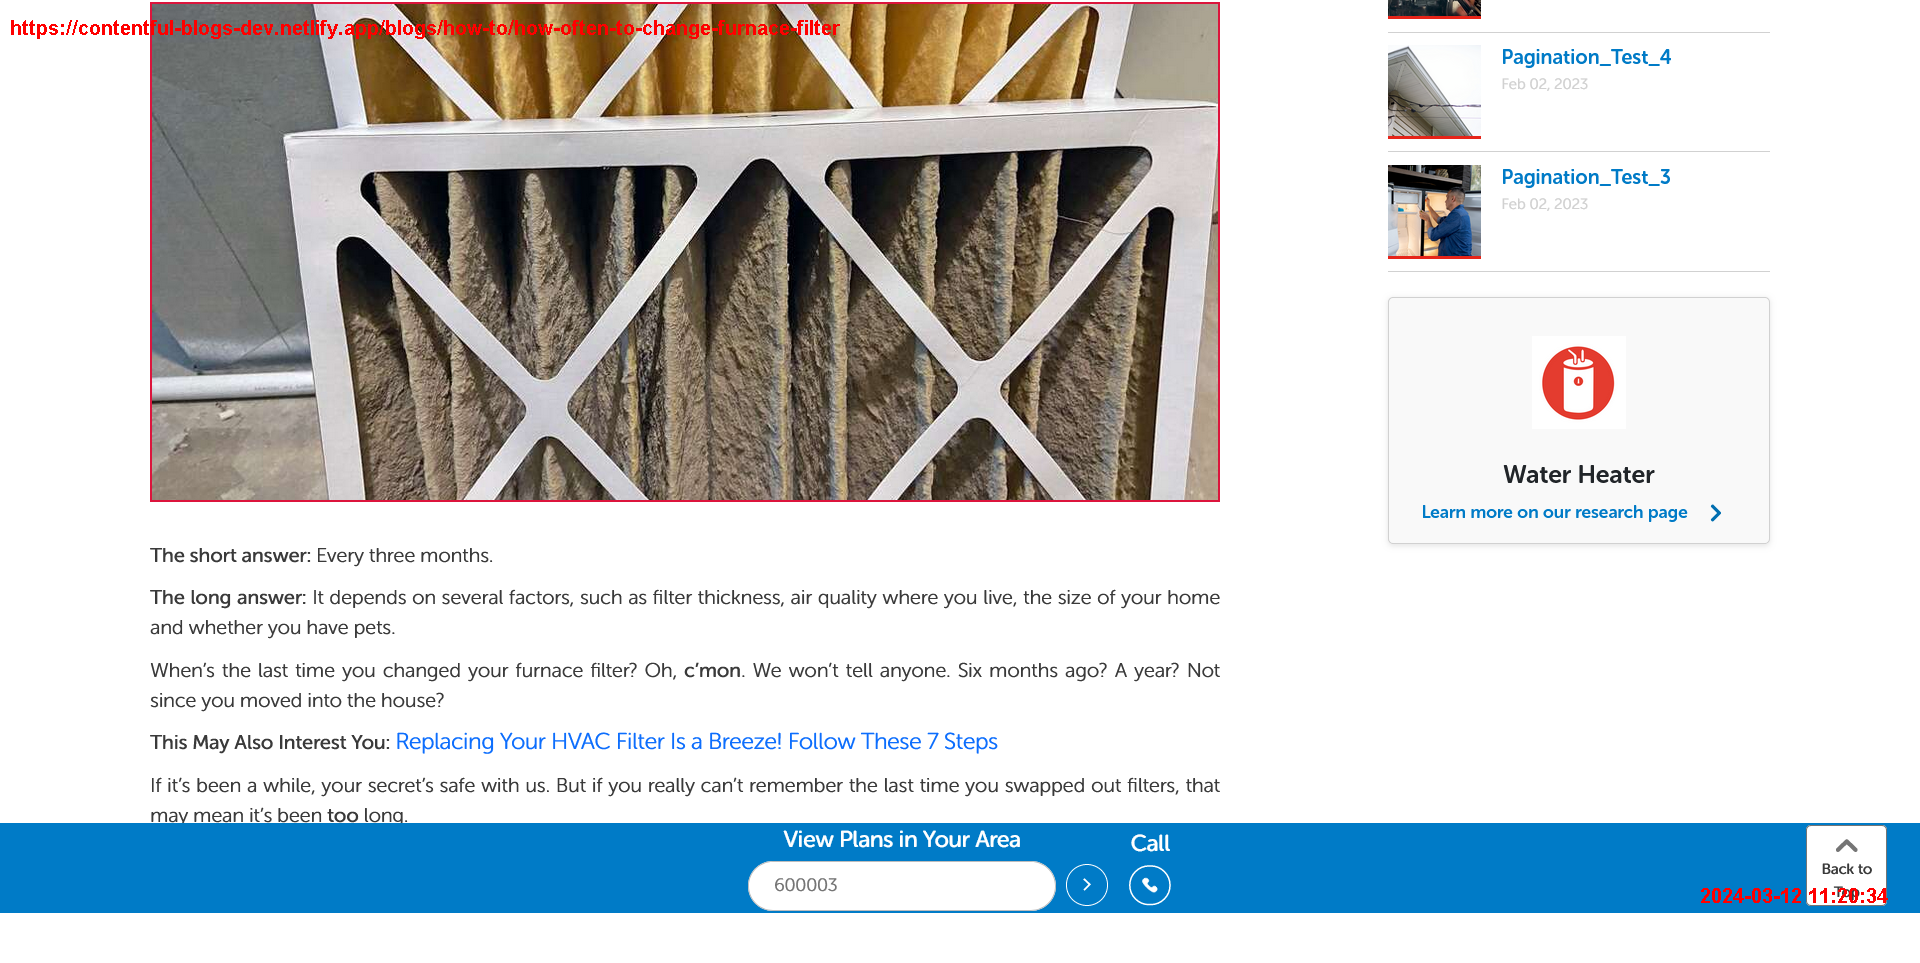 https://contentful-blogs-dev.netlify.app/blogs/how-to/how-often-to-change-furnace-filter
The short answer: Every three months.
The long answer: It depends on several factors, such as filter thickness, air quality where you live, the size of your home
and whether you have pets.
When’s the last time you changed your furnace filter? Oh, c’mon. We won’t tell anyone. Six months ago? A year? Not
since you moved into the house?
This May Also Interest You: Replacing Your HVAC Filter Is a Breeze! Follow These 7 Steps
If it’s been a while, your secret’s safe with us. But if you really can’t remember the last time you swapped out filters, that
may mean it’s been too long.
Pagination_Test_4
Feb 02, 2023
Pagination_Test_3
Feb 02, 2023
Water Heater
Learn more on our research page
View Plans in Your Area
600003
Call
Back to
Top
2024-03-12 11:20:34